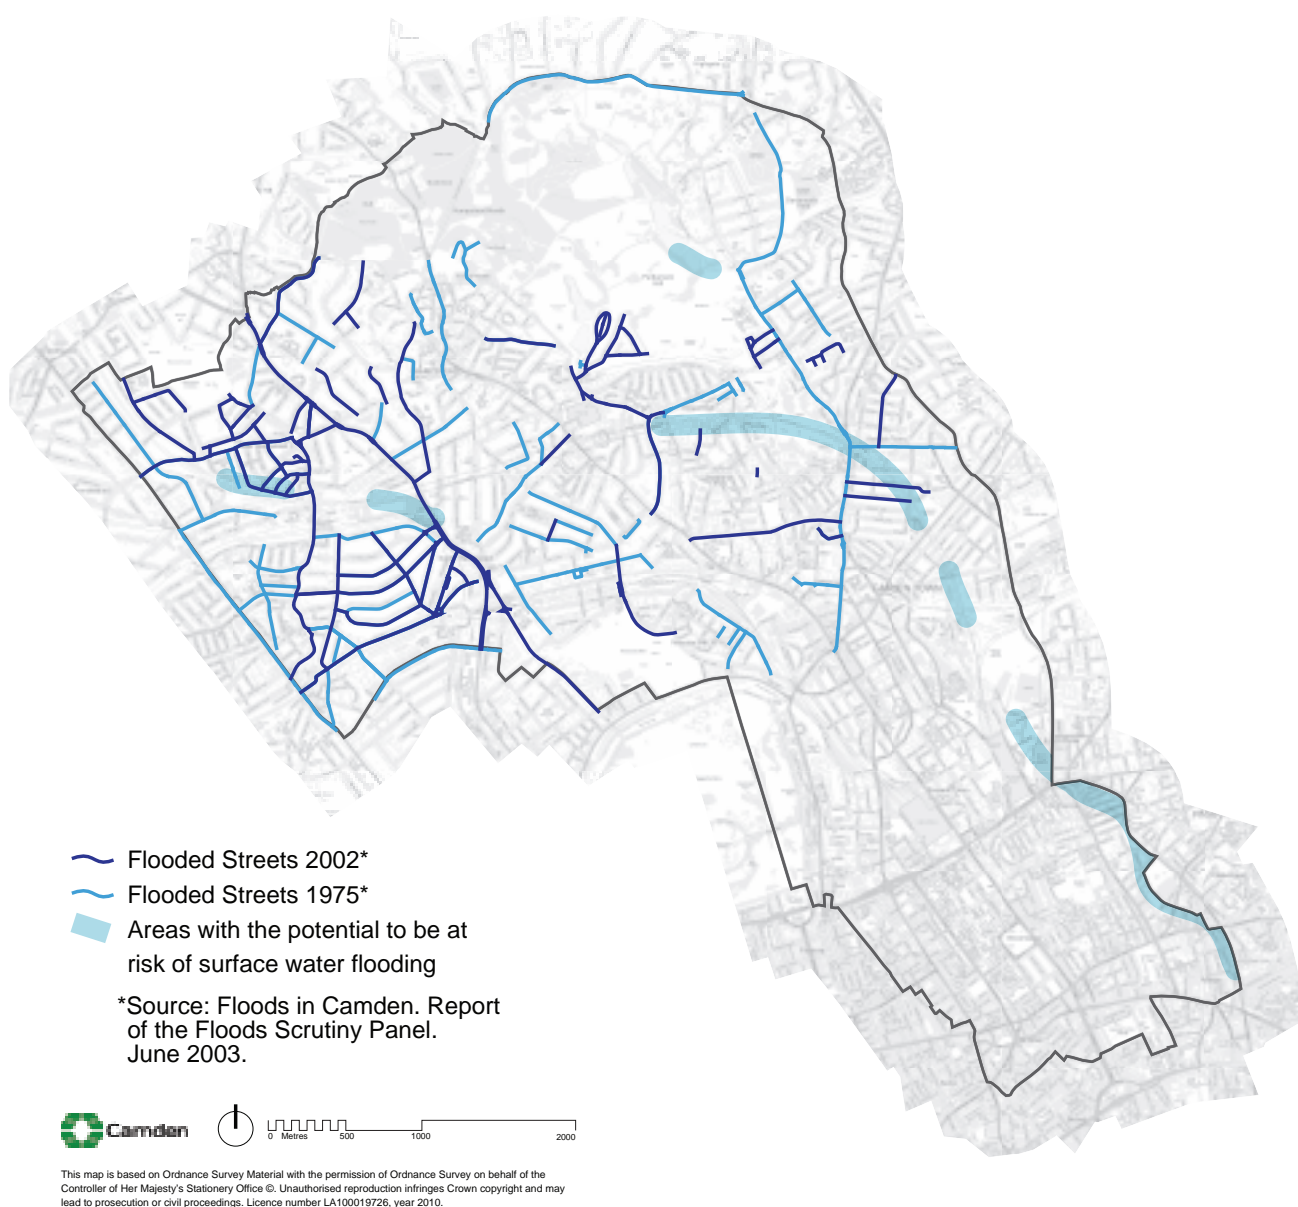 Flooded Streets 2002*
Flooded Streets 1975*
Areas with the potential to be at
risk of surface water flooding
*Source: Floods in Camden. Report
of the Floods Scrutiny Panel.
June 2003.
Camden
0 Metres 500 1000 2000
This map is based on Ordnance Survey Material with the permission of Ordnance Survey on behalf of the
Controller of Her Majesty's Stationery Office ©. Unauthorised reproduction infringes Crown copyright and may
lead to prosecution or civil proceedings. Licence number LA100019726, year 2010.